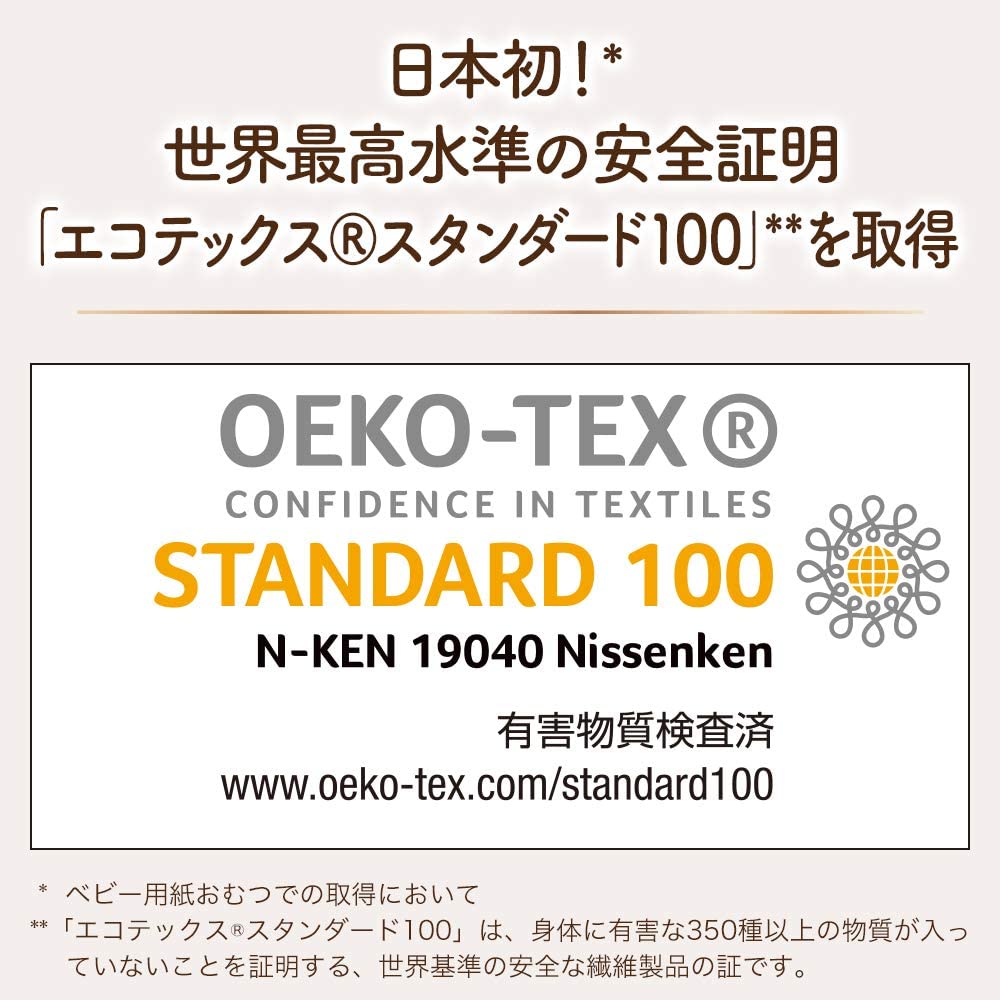 日本初!*
世界最高水準の安全証明
「エコテックス®スタンダード100」**を取得
OEKO-TEX®
CONFIDENCE IN TEXTILES
STANDARD 100
N-KEN 19040 Nissenken
有害物質検査済
www.oeko-tex.com/standard100
* ベビー用紙おむつでの取得において
**「エコテックス®スタンダード100」は、身体に有害な350種以上の物質が入っ
ていないことを証明する、世界基準の安全な繊維製品の証です。